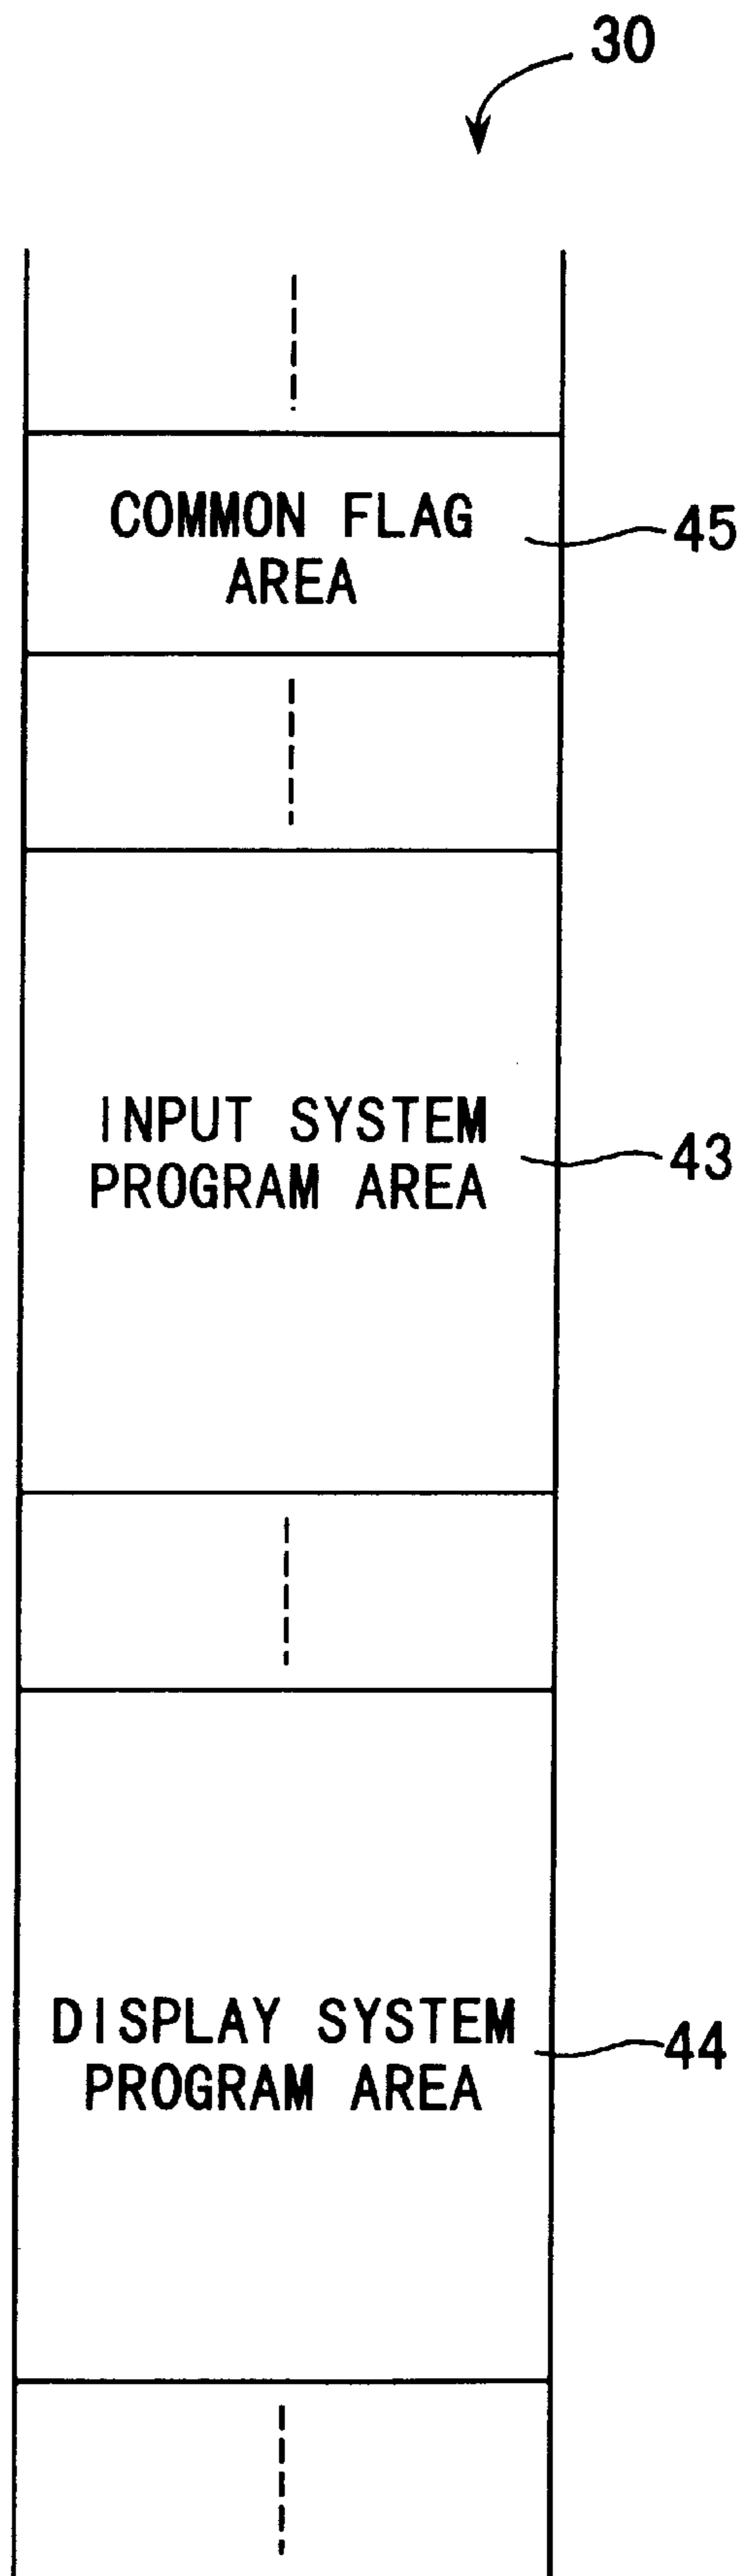 30
COMMON FLAG
AREA
45
INPUT SYSTEM
PROGRAM AREA
43
DISPLAY SYSTEM
PROGRAM AREA
44